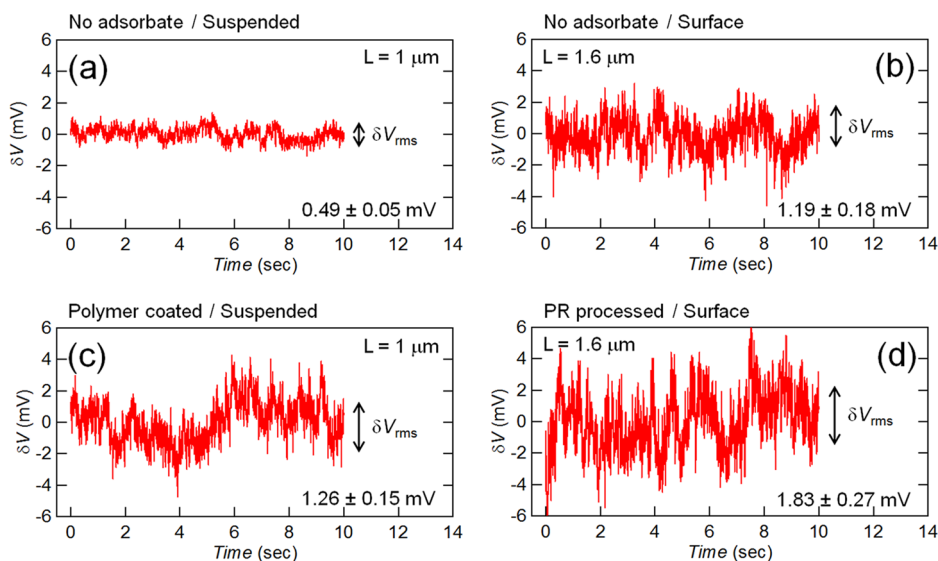 No adsorbate / Suspended
(a)
L = 1 μm
δV (mV)
6
4
2
0
-2
-4
-6
δVrms
0.49 ± 0.05 mV
0 2 4 6 8 10 12 14
Time (sec)
No adsorbate / Surface
L = 1.6 μm
(b)
δV (mV)
6
4
2
0
-2
-4
-6
δVrms
1.19 ± 0.18 mV
0 2 4 6 8 10 12 14
Time (sec)
Polymer coated / Suspended
(c)
L = 1 μm
δV (mV)
6
4
2
0
-2
-4
-6
δVrms
1.26 ± 0.15 mV
0 2 4 6 8 10 12 14
Time (sec)
PR processed / Surface
L = 1.6 μm
(d)
δV (mV)
6
4
2
0
-2
-4
-6
δVrms
1.83 ± 0.27 mV
0 2 4 6 8 10 12 14
Time (sec)